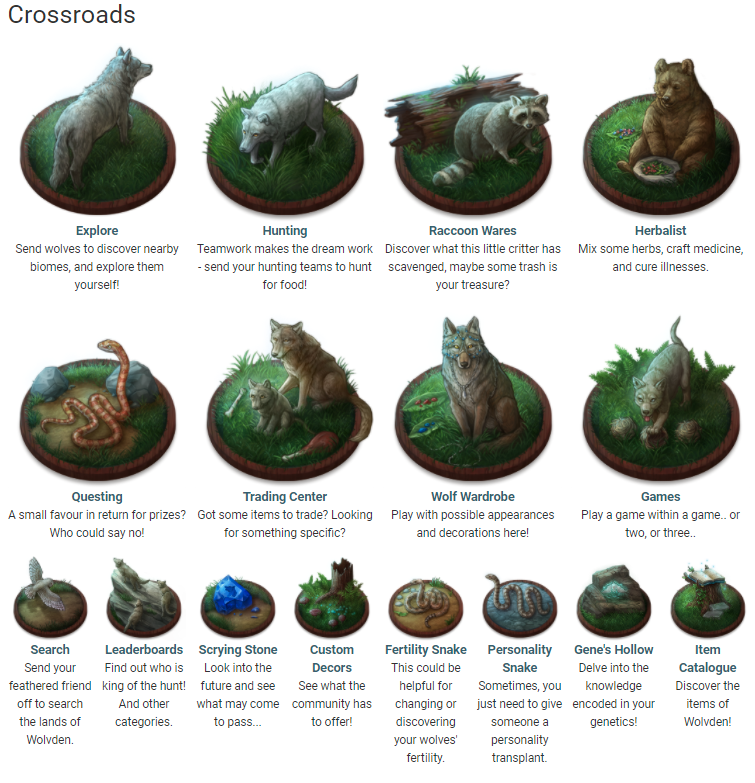 Crossroads
Explore
Send wolves to discover nearby
biomes, and explore them
yourself!
Hunting
Teamwork makes the dream work
- send your hunting teams to hunt
for food!
Raccoon Wares
Discover what this little critter has
scavenged, maybe some trash is
your treasure?
Herbalist
Mix some herbs, craft medicine,
and cure illnesses.
Questing
A small favour in return for prizes?
Who could say no!
Trading Center
Got some items to trade? Looking
for something specific?
Wolf Wardrobe
Play with possible appearances
and decorations here!
Games
Play a game within a game.. or
two, or three..
Search
Send your
feathered friend
off to search
the lands of
Wolvden.
Leaderboards
Find out who is
king of the hunt!
And other
categories.
Scrying Stone
Look into the
future and see
what may come
to pass...
Custom
Decors
See what the
community has
to offer!
Fertility Snake
This could be
helpful for
changing or
discovering
your wolves'
fertility.
Personality
Snake
Sometimes, you
just need to give
someone a
personality
transplant.
Gene's Hollow
Delve into the
knowledge
encoded in your
genetics!
Item
Catalogue
Discover the
items of
Wolvden!